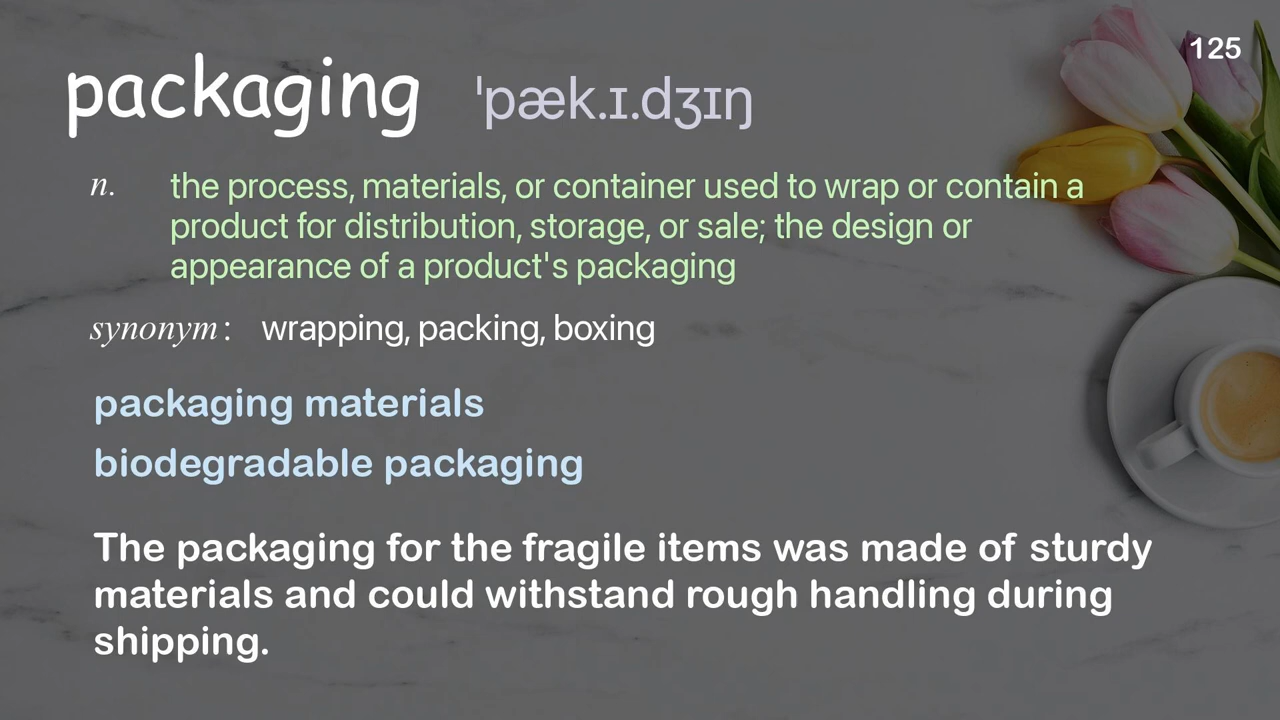 125
packaging ˈpæk.ɪ.dʒɪŋ
n. the process, materials, or container used to wrap or contain a
product for distribution, storage, or sale; the design or
appearance of a product's packaging
synonym: wrapping, packing, boxing
packaging materials
biodegradable packaging
The packaging for the fragile items was made of sturdy
materials and could withstand rough handling during
shipping.